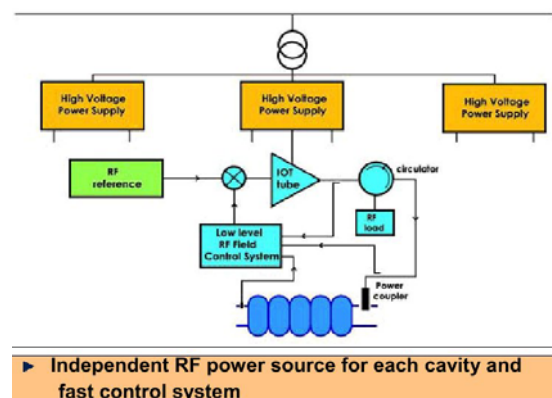 High Voltage
Power Supply
High Voltage
Power Supply
High Voltage
Power Supply
RF
reference
IOT
tube
circulator
RF
load
Low level
RF Field
Control System
Power
coupler
► Independent RF power source for each cavity and
fast control system